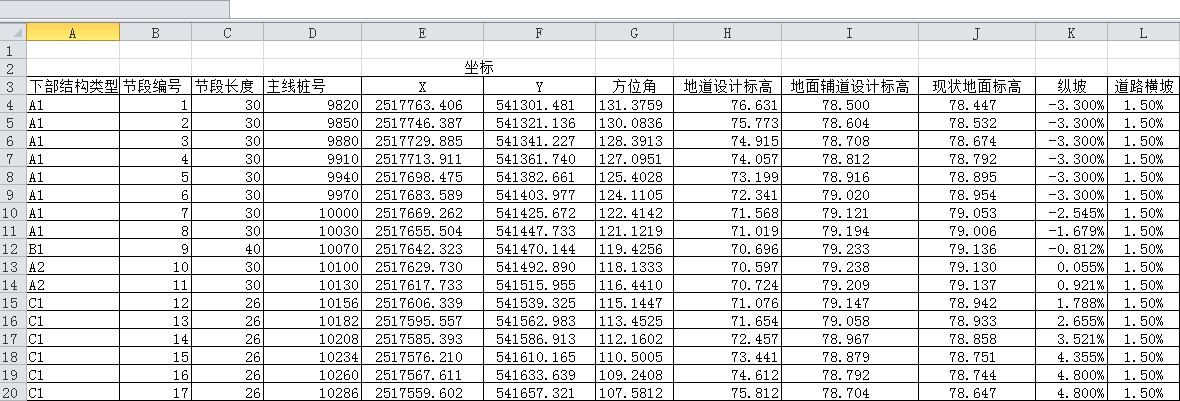 A B C D E F G H I J K L
1
2 坐标
3 下部结构类型 节段编号 节段长度 主线桩号 X Y 方位角 地道设计标高 地面辅道设计标高 现状地面标高 纵坡 道路横坡
4 A1 1 30 9820 2517763.406 541301.481 131.3759 76.631 78.500 78.447 -3.300% 1.50%
5 A1 2 30 9850 2517746.387 541321.136 130.0836 75.773 78.604 78.532 -3.300% 1.50%
6 A1 3 30 9880 2517729.885 541341.227 128.3913 74.915 78.708 78.674 -3.300% 1.50%
7 A1 4 30 9910 2517713.911 541361.740 127.0951 74.057 78.812 78.792 -3.300% 1.50%
8 A1 5 30 9940 2517698.475 541382.661 125.4028 73.199 78.916 78.895 -3.300% 1.50%
9 A1 6 30 9970 2517683.589 541403.977 124.1105 72.341 79.020 78.954 -3.300% 1.50%
10 A1 7 30 10000 2517669.262 541425.672 122.4142 71.568 79.121 79.053 -2.545% 1.50%
11 A1 8 30 10030 2517655.504 541447.733 121.1219 71.019 79.194 79.006 -1.679% 1.50%
12 B1 9 40 10070 2517642.323 541470.144 119.4256 70.696 79.233 79.136 -0.812% 1.50%
13 A2 10 30 10100 2517629.730 541492.890 118.1333 70.597 79.238 79.130 0.055% 1.50%
14 A2 11 30 10130 2517617.733 541515.955 116.4410 70.724 79.209 79.137 0.921% 1.50%
15 C1 12 26 10156 2517606.339 541539.325 115.1447 71.076 79.147 78.942 1.788% 1.50%
16 C1 13 26 10182 2517595.557 541562.983 113.4525 71.654 79.058 78.933 2.655% 1.50%
17 C1 14 26 10208 2517585.393 541586.913 112.1602 72.457 78.967 78.858 3.521% 1.50%
18 C1 15 26 10234 2517576.210 541610.165 110.5005 73.441 78.879 78.751 4.355% 1.50%
19 C1 16 26 10260 2517567.611 541633.639 109.2408 74.612 78.792 78.744 4.800% 1.50%
20 C1 17 26 10286 2517559.602 541657.321 107.5812 75.812 78.704 78.647 4.800% 1.50%